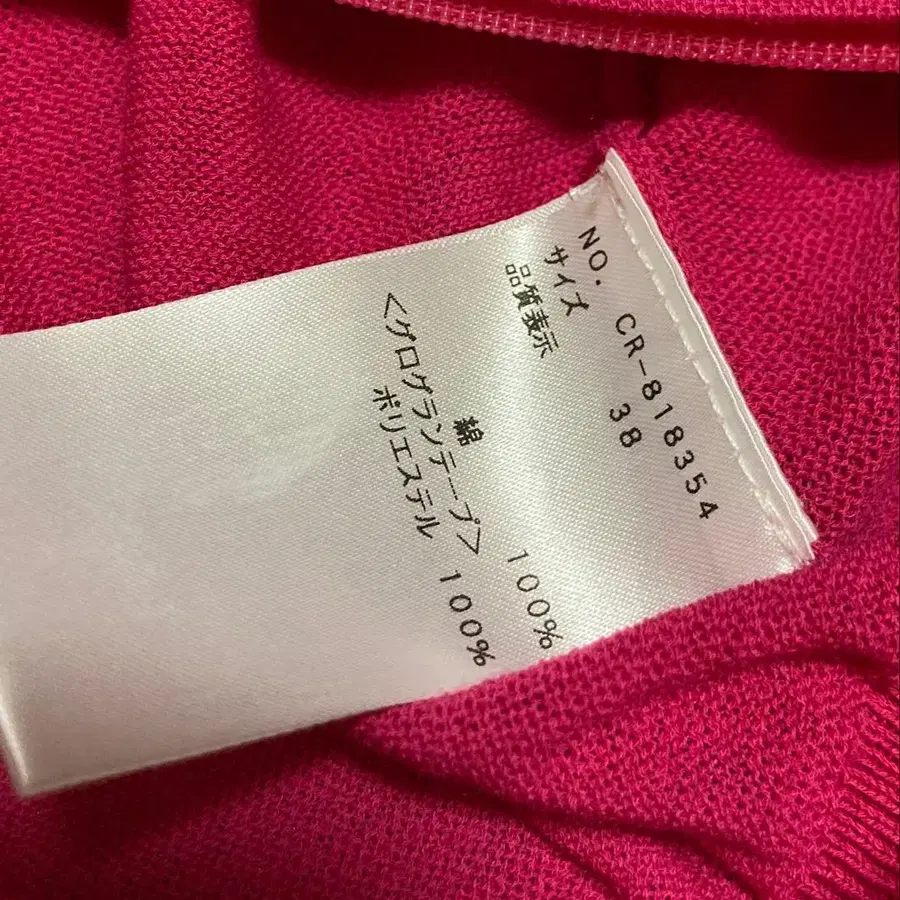 NO. CR-818354
サイズ 38
品質表示
綿 100%
<グログランテープ>
ポリエステル 100%